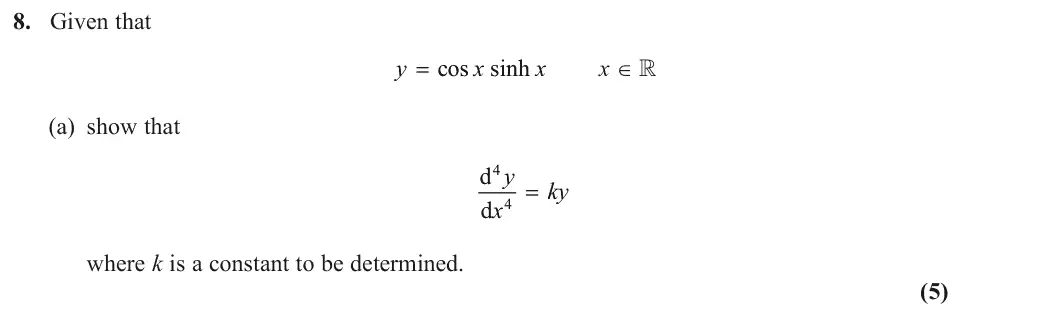 8. Given that
y = cos x sinh x x ∈ ℝ
(a) show that
d⁴y/dx⁴ = ky
where k is a constant to be determined.
(5)